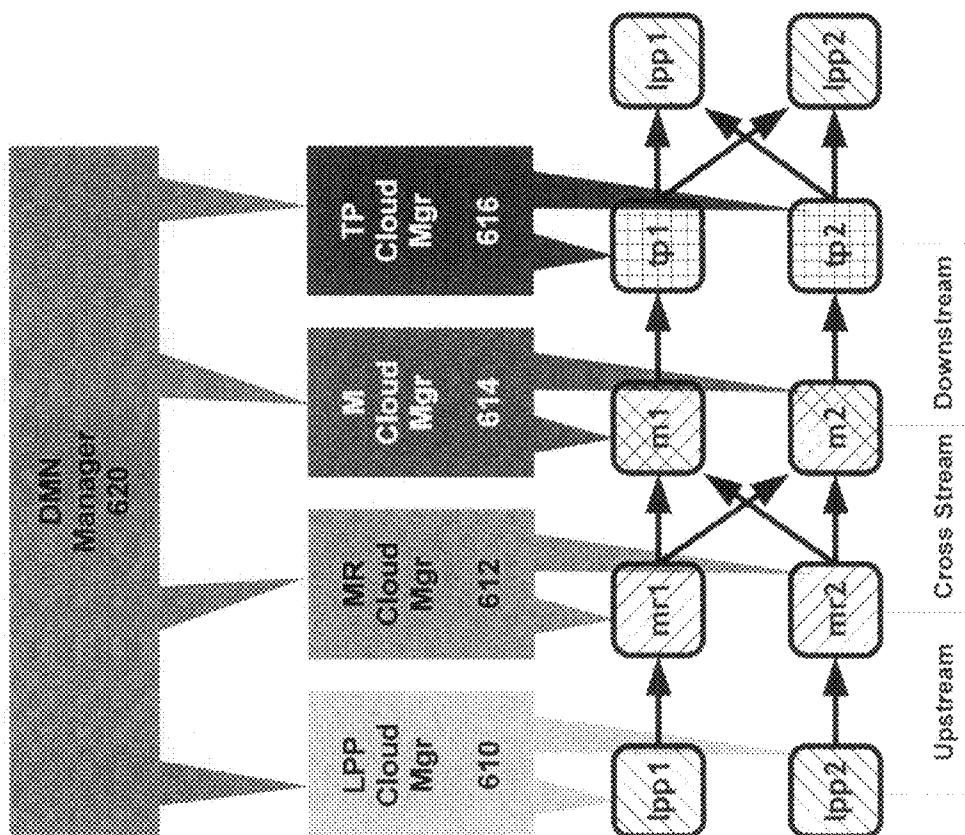 DMN
Manager
620
LPP
Cloud
Mgr
610
MR
Cloud
Mgr
612
M
Cloud
Mgr
614
TP
Cloud
Mgr
616
lpp1
mr1
m1
tp1
lpp1
lpp2
mr2
m2
tp2
lpp2
Upstream
Cross Stream
Downstream